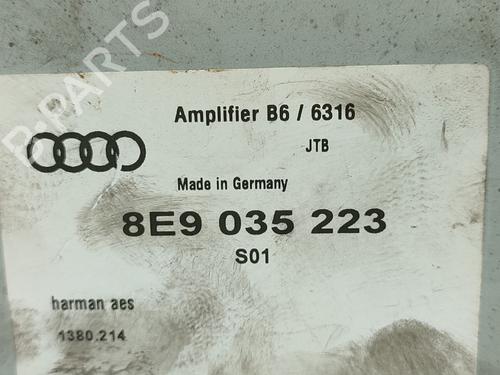 B-PARTS
Amplifier B6 / 6316
JTB
Made in Germany
8E9 035 223
S01
harman aes
1380.214